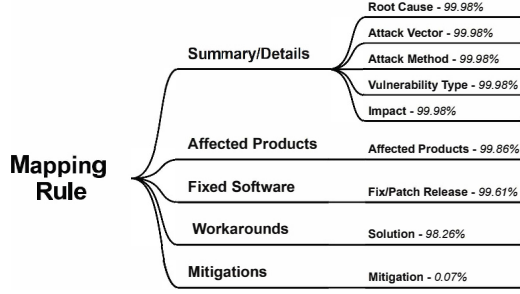 Root Cause - 99.98%
Attack Vector - 99.98%
Summary/Details
Attack Method - 99.98%
Vulnerability Type - 99.98%
Impact - 99.98%
Affected Products
Affected Products - 99.86%
Mapping
Rule
Fixed Software
Fix/Patch Release - 99.61%
Workarounds
Solution - 98.26%
Mitigations
Mitigation - 0.07%